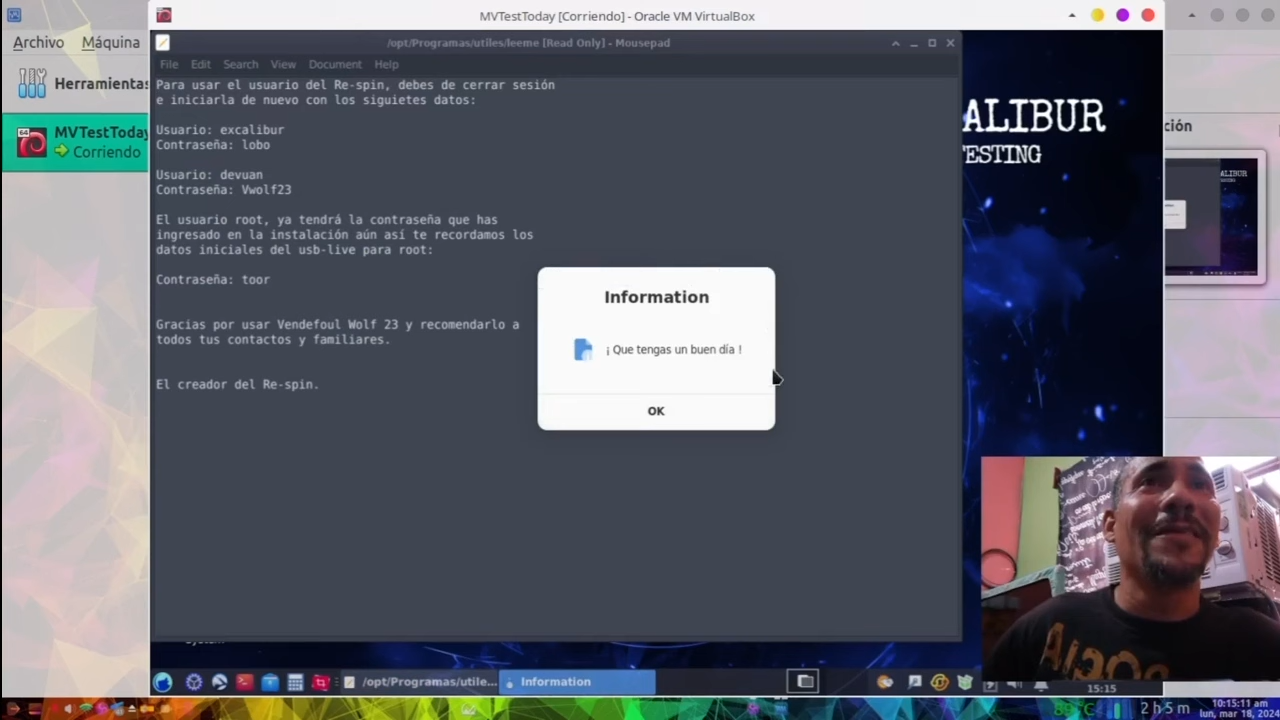 MVTestToday [Corriendo] - Oracle VM VirtualBox
Archivo Máquina
Herramientas
MVTestToday
Corriendo
/opt/Programas/utiles/leeme [Read Only] - Mousepad
File Edit Search View Document Help
Para usar el usuario del Re-spin, debes de cerrar sesión
e iniciarla de nuevo con los siguietes datos:
Usuario: excalibur
Contraseña: lobo
Usuario: devuan
Contraseña: Vwolf23
El usuario root, ya tendrá la contraseña que has
ingresado en la instalación aún así te recordamos los
datos iniciales del usb-live para root:
Contraseña: toor
Gracias por usar Vendefoul Wolf 23 y recomendarlo a
todos tus contactos y familiares.
El creador del Re-spin.
Information
¡ Que tengas un buen día !
OK
ALIBUR
TESTING
ción
/opt/Programas/utile...
Information
15:15
2 h 5 m
10:15:11 am
lun, mar 18, 2024